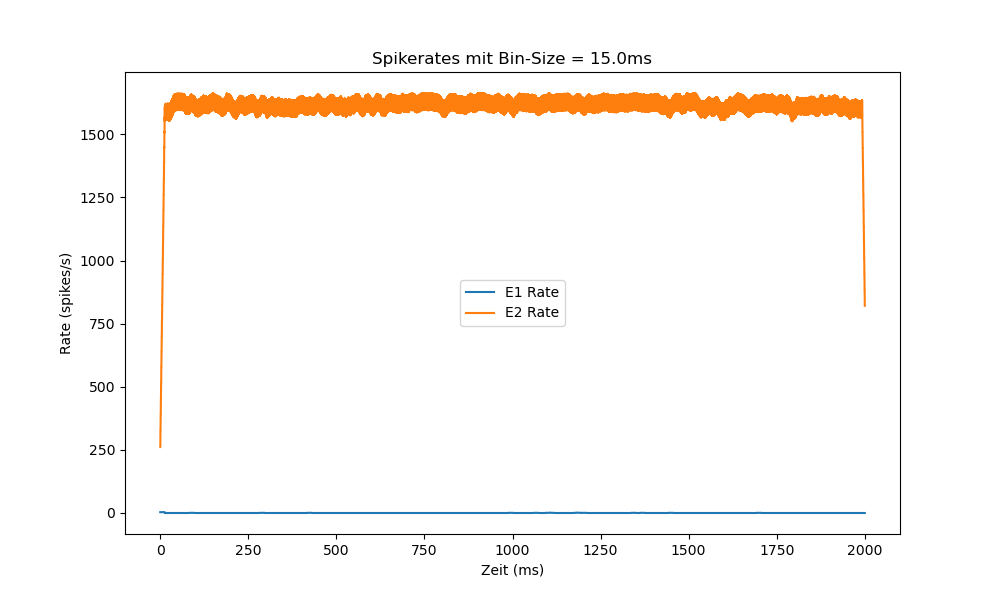 Spikerates mit Bin-Size = 15.0ms
Rate (spikes/s)
1500
1250
1000
750
500
250
0
E1 Rate
E2 Rate
0 250 500 750 1000 1250 1500 1750 2000
Zeit (ms)